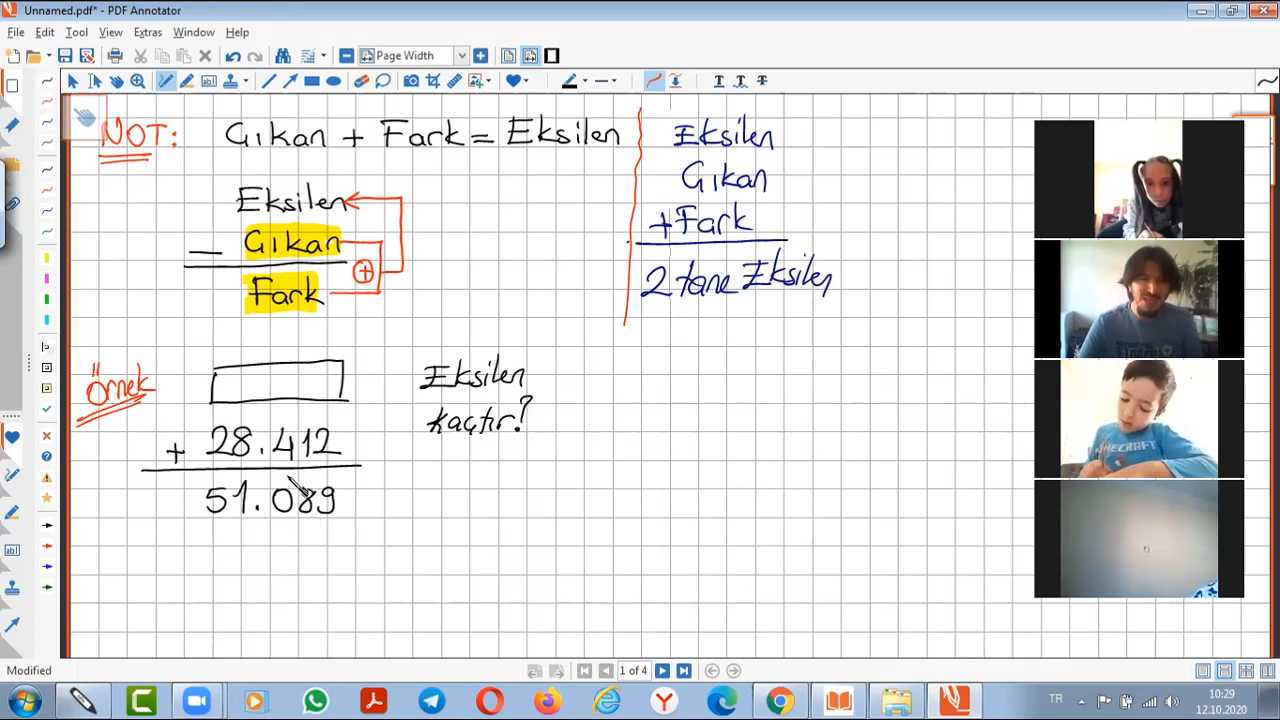 Unnamed.pdf* - PDF Annotator
File Edit Tool View Extras Window Help
Page Width
NOT: Çıkan + Fark = Eksilen
Eksilen
— Çıkan
Fark
+
Eksilen
Çıkan
+Fark
2 tane Eksilen
Örnek
+ 28.412
51.089
Eksilen
kaçtır?
MINECRAFT
Modified
1 of 4
TR
10:29
12.10.2020